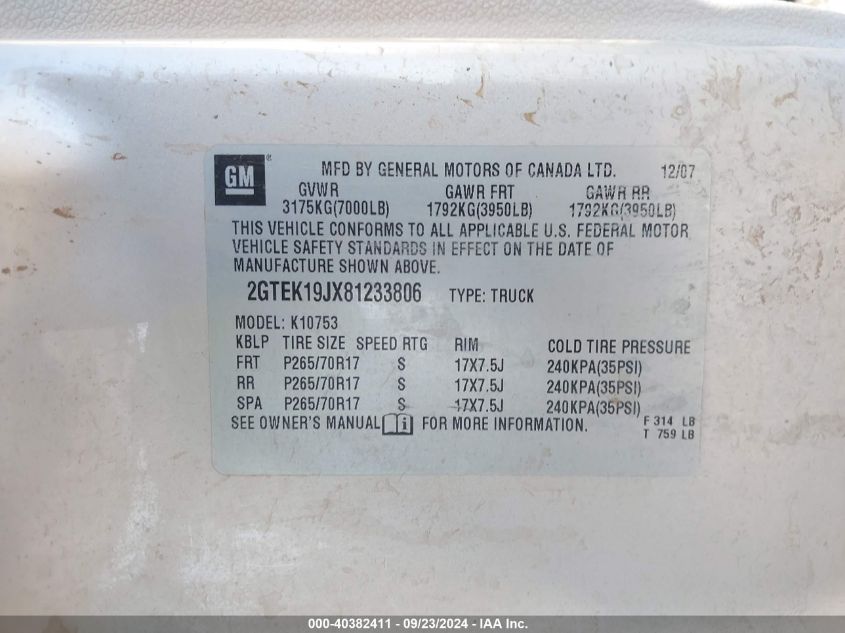 GM
®
MFD BY GENERAL MOTORS OF CANADA LTD. 12/07
GVWR GAWR FRT GAWR RR
3175KG(7000LB) 1792KG(3950LB) 1792KG(3950LB)
THIS VEHICLE CONFORMS TO ALL APPLICABLE U.S. FEDERAL MOTOR
VEHICLE SAFETY STANDARDS IN EFFECT ON THE DATE OF
MANUFACTURE SHOWN ABOVE.
2GTEK19JX81233806 TYPE: TRUCK
MODEL: K10753
KBLP TIRE SIZE SPEED RTG RIM COLD TIRE PRESSURE
FRT P265/70R17 S 17X7.5J 240KPA(35PSI)
RR P265/70R17 S 17X7.5J 240KPA(35PSI)
SPA P265/70R17 S 17X7.5J 240KPA(35PSI)
SEE OWNER'S MANUAL i FOR MORE INFORMATION.
F 314 LB
T 759 LB
000-40382411 - 09/23/2024 - IAA Inc.